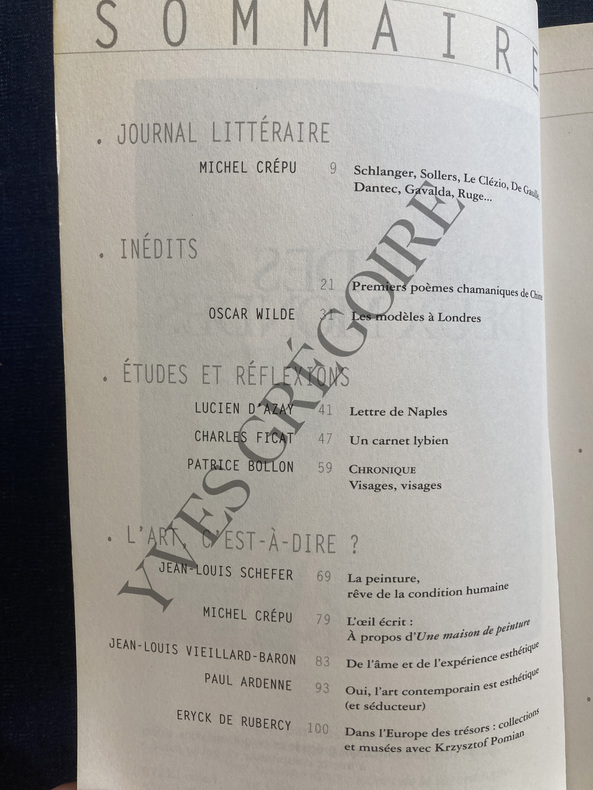 SOMMAIRE
. JOURNAL LITTÉRAIRE
MICHEL CRÉPU 9 Schlanger, Sollers, Le Clézio, De Gaulle,
Dantec, Gavalda, Ruge...
. INÉDITS
21 Premiers poèmes chamaniques de Chine
OSCAR WILDE 31 Les modèles à Londres
. ÉTUDES ET RÉFLEXIONS
LUCIEN D'AZAY 41 Lettre de Naples
CHARLES FICAT 47 Un carnet lybien
PATRICE BOLLON 59 CHRONIQUE
Visages, visages
. L'ART, C'EST-À-DIRE ?
JEAN-LOUIS SCHEFER 69 La peinture,
rêve de la condition humaine
MICHEL CRÉPU 79 L'œil écrit :
À propos d'Une maison de peinture
JEAN-LOUIS VIEILLARD-BARON 83 De l'âme et de l'expérience esthétique
PAUL ARDENNE 93 Oui, l'art contemporain est esthétique
(et séducteur)
ERYCK DE RUBERCY 100 Dans l'Europe des trésors : collections
et musées avec Krzysztof Pomian
YVES GRÉGOIRE